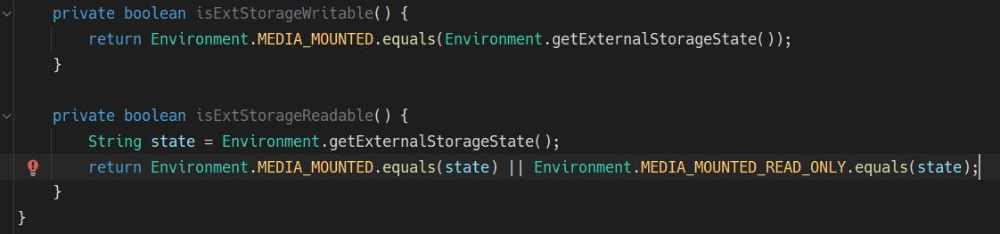 private boolean isExtStorageWritable() {
return Environment.MEDIA_MOUNTED.equals(Environment.getExternalStorageState());
}
private boolean isExtStorageReadable() {
String state = Environment.getExternalStorageState();
return Environment.MEDIA_MOUNTED.equals(state) || Environment.MEDIA_MOUNTED_READ_ONLY.equals(state);
}
}